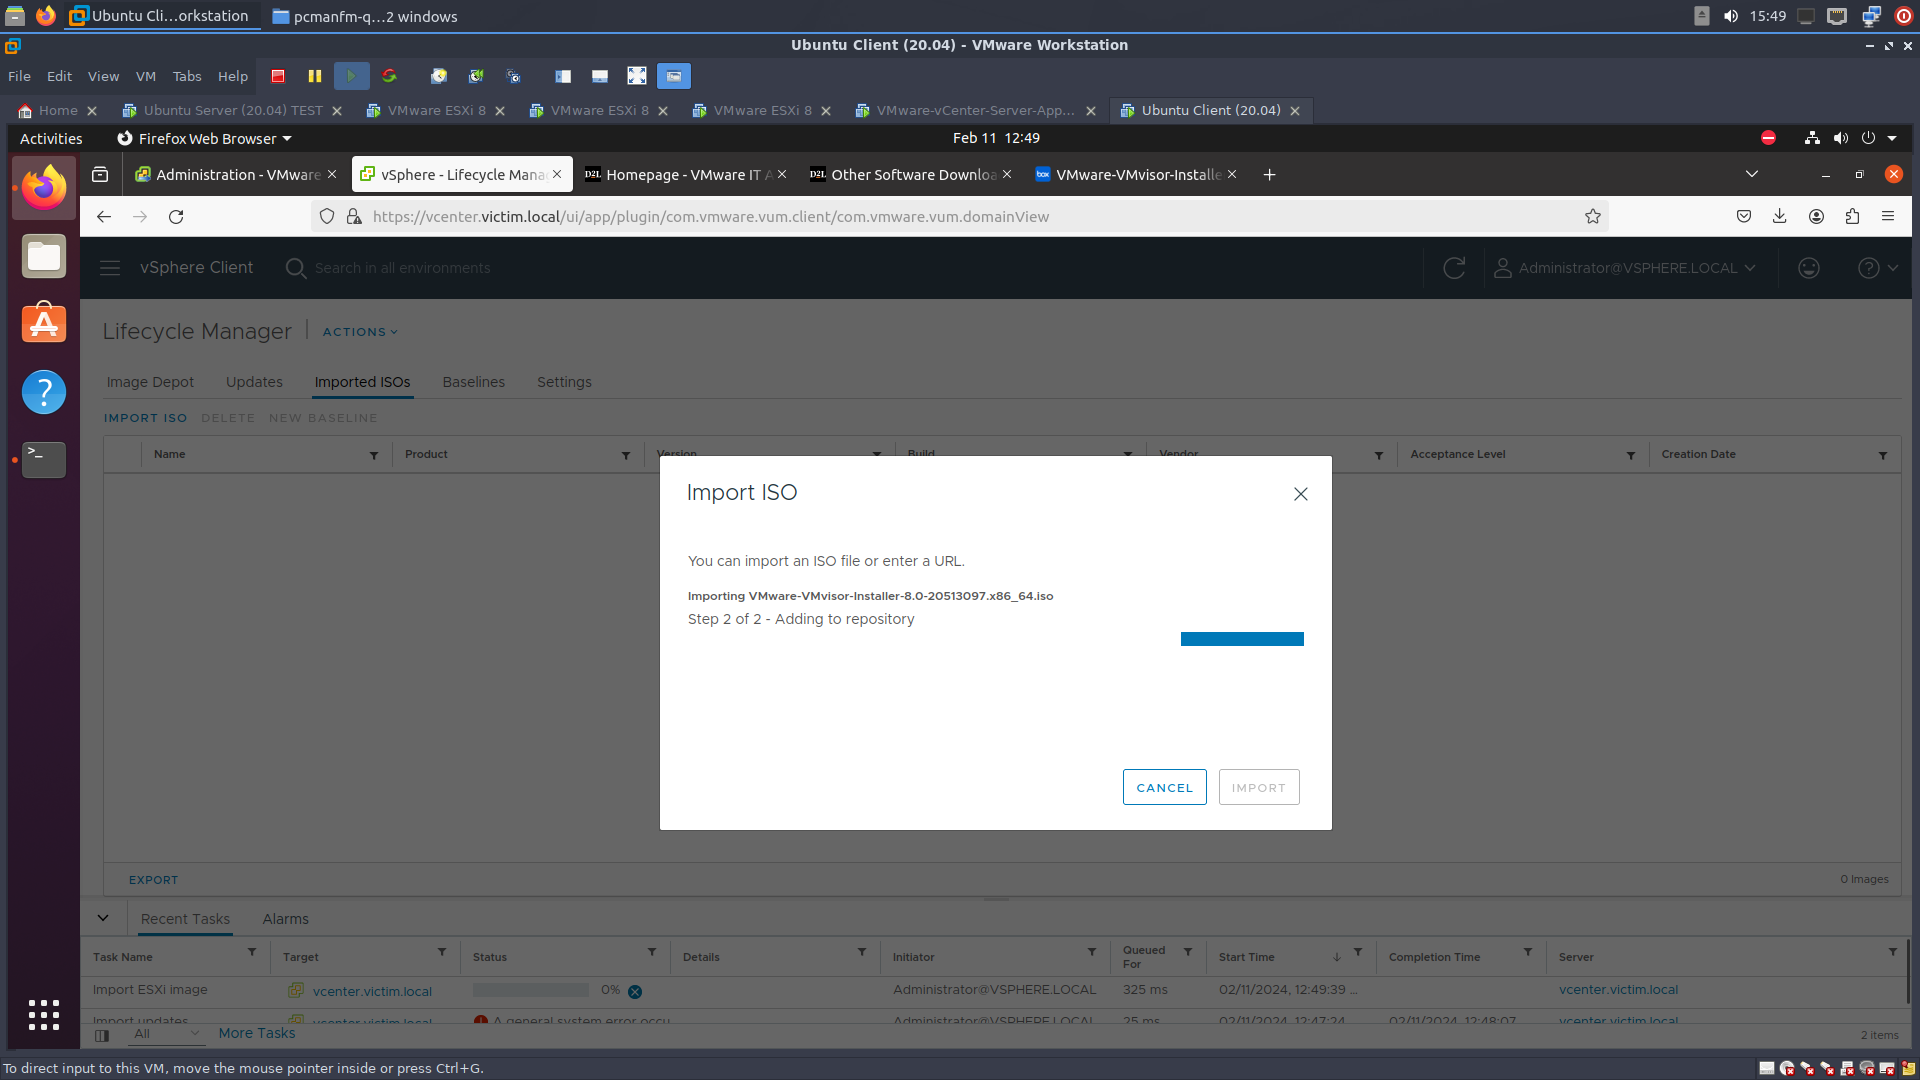 Ubuntu Cli...orkstation
pcmanfm-q...2 windows
15:49
Ubuntu Client (20.04) - VMware Workstation
File Edit View VM Tabs Help
Home
Ubuntu Server (20.04) TEST
VMware ESXi 8
VMware ESXi 8
VMware ESXi 8
VMware-vCenter-Server-App...
Ubuntu Client (20.04)
Activities
Firefox Web Browser
Feb 11 12:49
Administration - VMware
vSphere - Lifecycle Mana
Homepage - VMware IT A
Other Software Downloa
VMware-VMvisor-Installe
https://vcenter.victim.local/ui/app/plugin/com.vmware.vum.client/com.vmware.vum.domainView
vSphere Client
Search in all environments
Administrator@VSPHERE.LOCAL
Lifecycle Manager
ACTIONS
Image Depot
Updates
Imported ISOs
Baselines
Settings
IMPORT ISO
DELETE
NEW BASELINE
Name
Product
Version
Build
Vendor
Acceptance Level
Creation Date
Import ISO
You can import an ISO file or enter a URL.
Importing VMware-VMvisor-Installer-8.0-20513097.x86_64.iso
Step 2 of 2 - Adding to repository
CANCEL
IMPORT
EXPORT
0 Images
Recent Tasks
Alarms
Task Name
Target
Status
Details
Initiator
Queued For
Start Time
Completion Time
Server
Import ESXi image
vcenter.victim.local
0%
Administrator@VSPHERE.LOCAL
325 ms
02/11/2024, 12:49:39 ...
vcenter.victim.local
Import updates
vcenter.victim.local
A general system error occu
Administrator@VSPHERE.LOCAL
25 ms
02/11/2024, 12:47:24
02/11/2024, 12:48:07
vcenter.victim.local
All
More Tasks
2 items
To direct input to this VM, move the mouse pointer inside or press Ctrl+G.